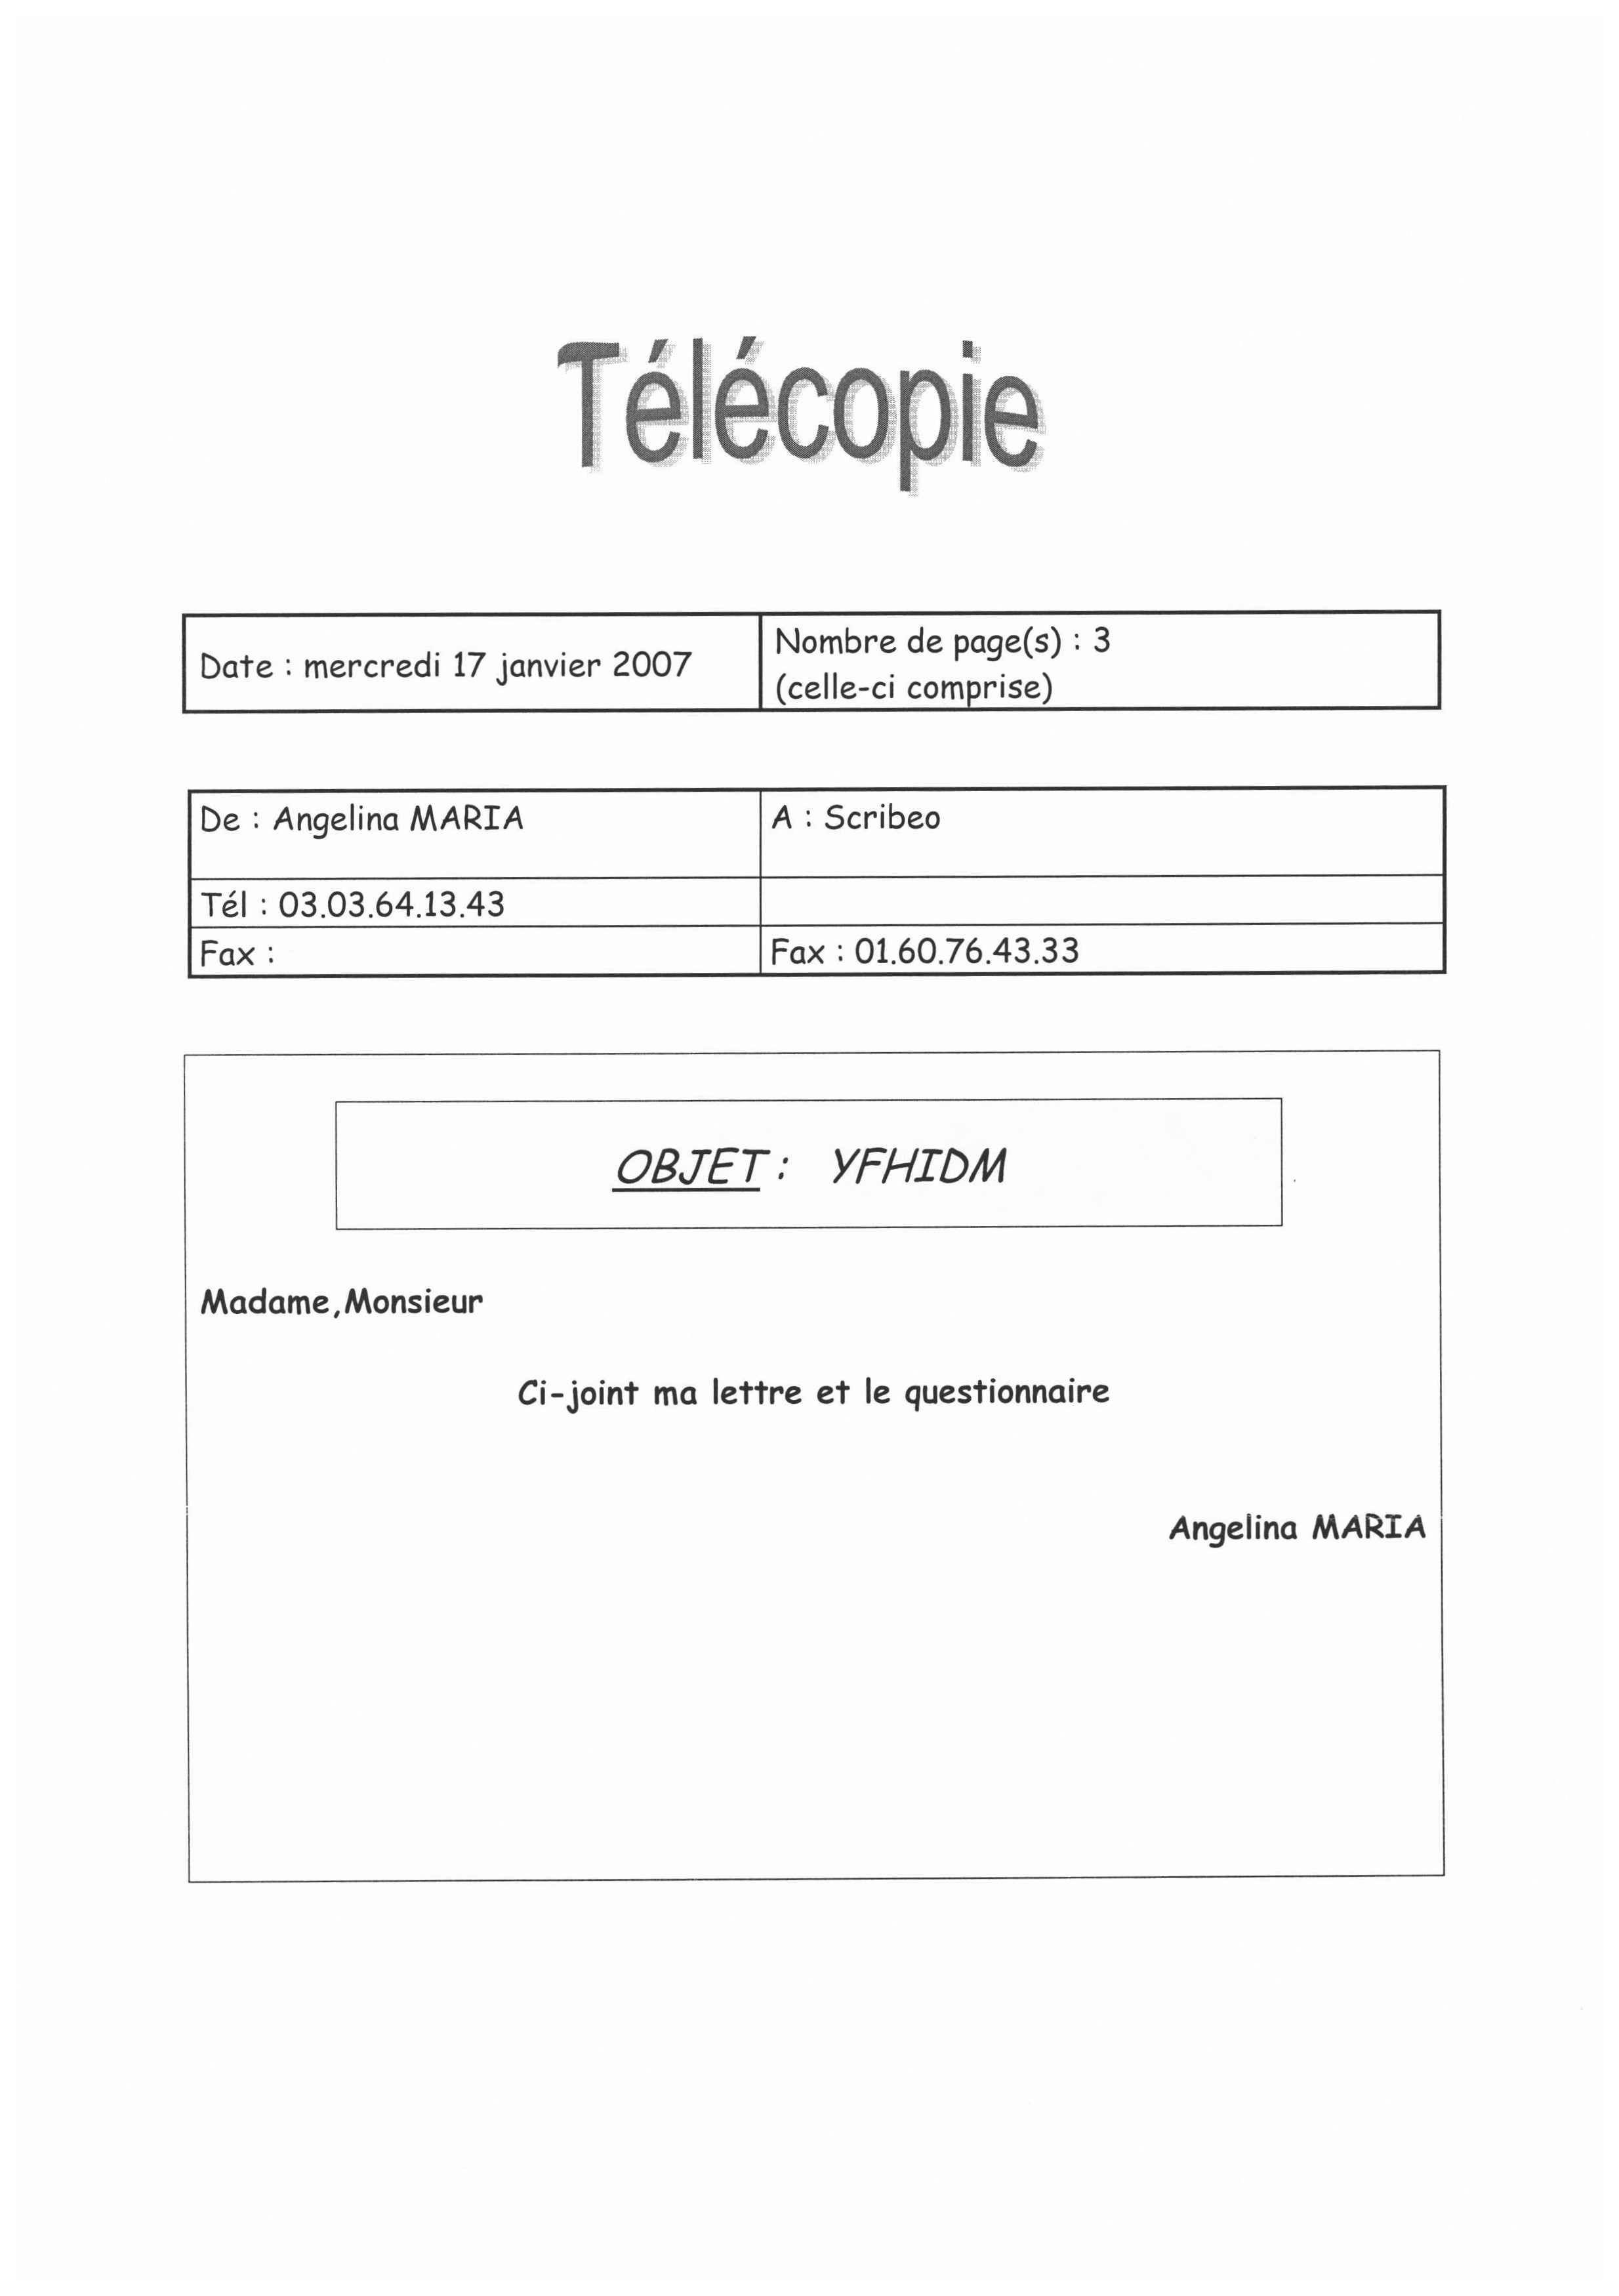 Télécopie
Date : mercredi 17 janvier 2007
Nombre de page(s) : 3
(celle-ci comprise)
De : Angelina MARIA
A : Scribeo
Tél : 03.03.64.13.43
Fax :
Fax : 01.60.76.43.33
OBJET : YFHIDM
Madame,Monsieur
Ci-joint ma lettre et le questionnaire
Angelina MARIA